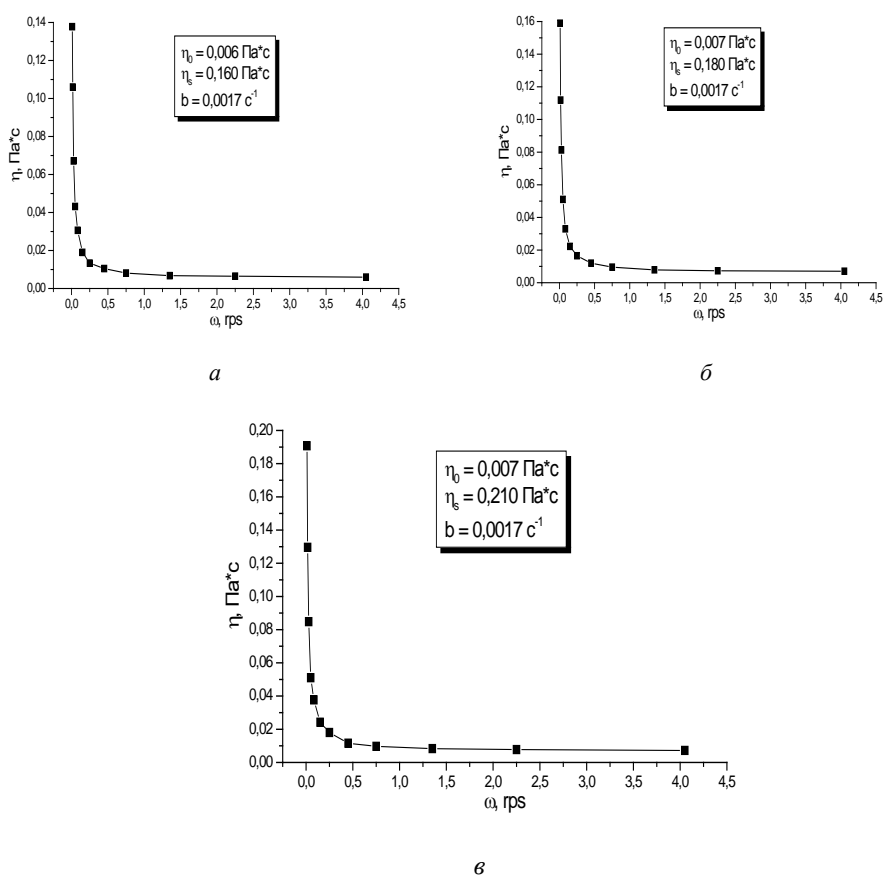 0,14
0,12
0,10
0,08
0,06
0,04
0,02
0,00
η, Па*с
η₀ = 0,006 Па*с
ηₛ = 0,160 Па*с
b = 0,0017 с⁻¹
0,0 0,5 1,0 1,5 2,0 2,5 3,0 3,5 4,0 4,5
ω, rps
а
0,16
0,14
0,12
0,10
0,08
0,06
0,04
0,02
0,00
η, Па*с
η₀ = 0,007 Па*с
ηₛ = 0,180 Па*с
b = 0,0017 с⁻¹
0,0 0,5 1,0 1,5 2,0 2,5 3,0 3,5 4,0 4,5
ω, rps
б
0,20
0,18
0,16
0,14
0,12
0,10
0,08
0,06
0,04
0,02
0,00
η, Па*с
η₀ = 0,007 Па*с
ηₛ = 0,210 Па*с
b = 0,0017 с⁻¹
0,0 0,5 1,0 1,5 2,0 2,5 3,0 3,5 4,0 4,5
ω, rps
в